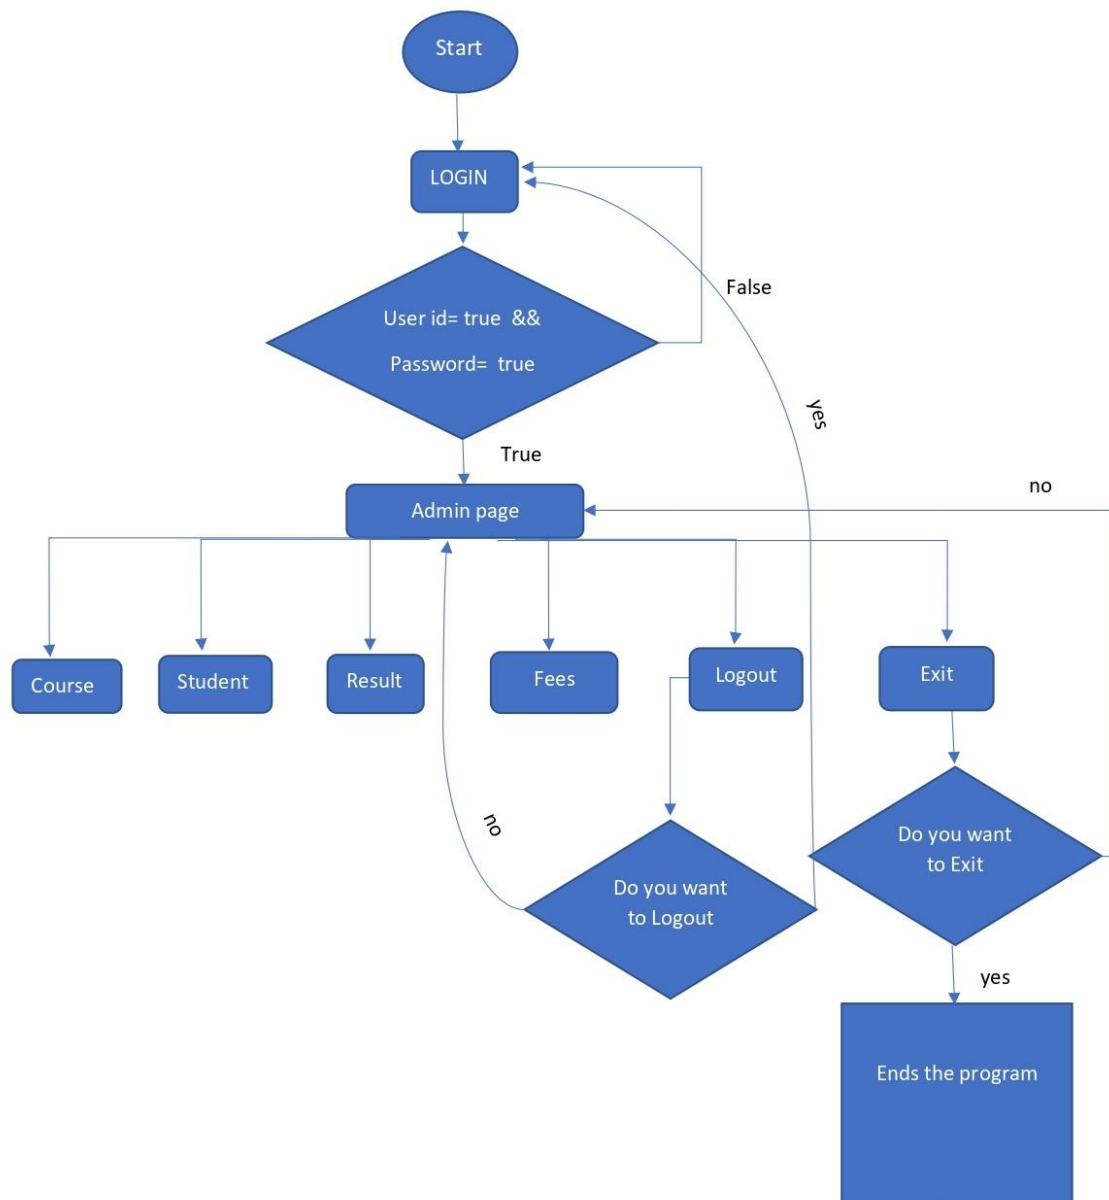 Start
LOGIN
False
User id= true  &&
Password=  true
yes
True
no
Admin page
Course
Student
Result
Fees
Logout
Exit
no
Do you want
to Logout
Do you want
to Exit
yes
Ends the program